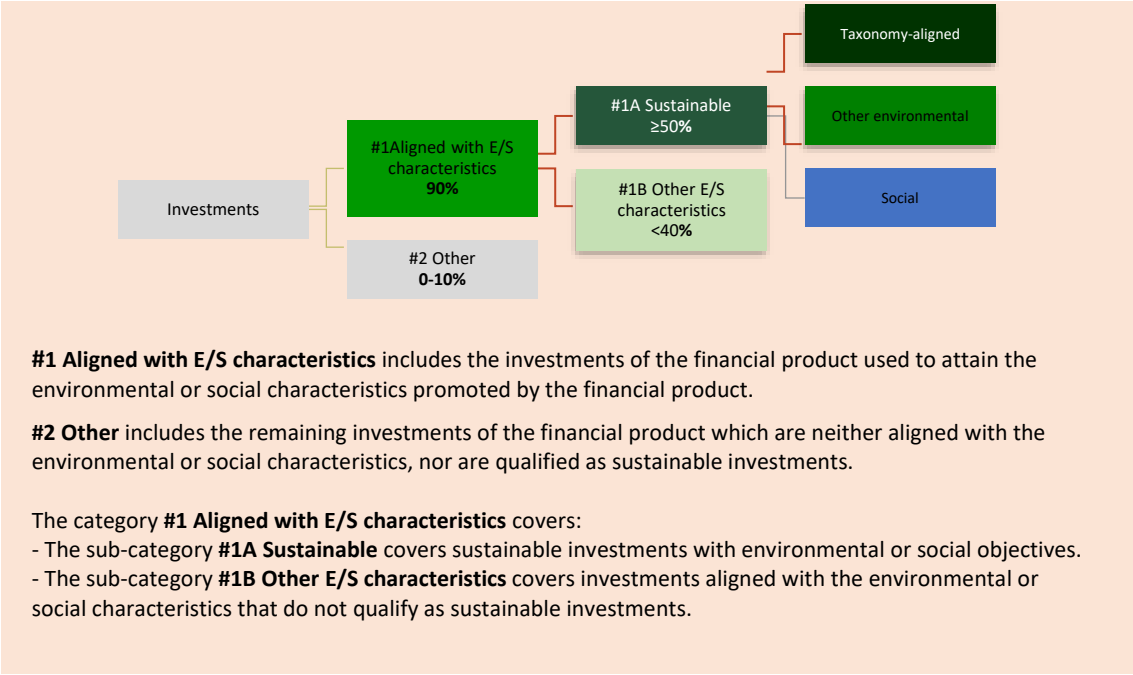 Taxonomy-aligned
#1A Sustainable
≥50%
Other environmental
#1Aligned with E/S
characteristics
90%
#1B Other E/S
characteristics
<40%
Social
Investments
#2 Other
0-10%
#1 Aligned with E/S characteristics includes the investments of the financial product used to attain the
environmental or social characteristics promoted by the financial product.
#2 Other includes the remaining investments of the financial product which are neither aligned with the
environmental or social characteristics, nor are qualified as sustainable investments.
The category #1 Aligned with E/S characteristics covers:
- The sub-category #1A Sustainable covers sustainable investments with environmental or social objectives.
- The sub-category #1B Other E/S characteristics covers investments aligned with the environmental or
social characteristics that do not qualify as sustainable investments.